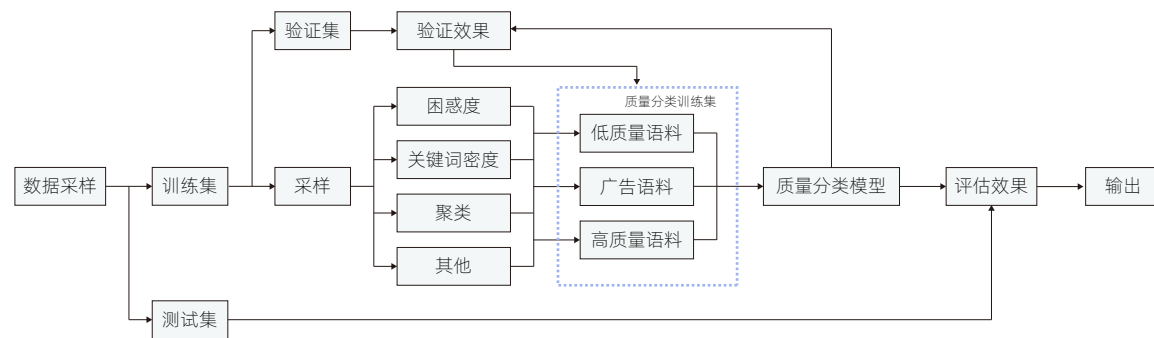 验证集
验证效果
质量分类训练集
困惑度
低质量语料
关键词密度
数据采样
训练集
采样
广告语料
质量分类模型
评估效果
输出
聚类
高质量语料
其他
测试集